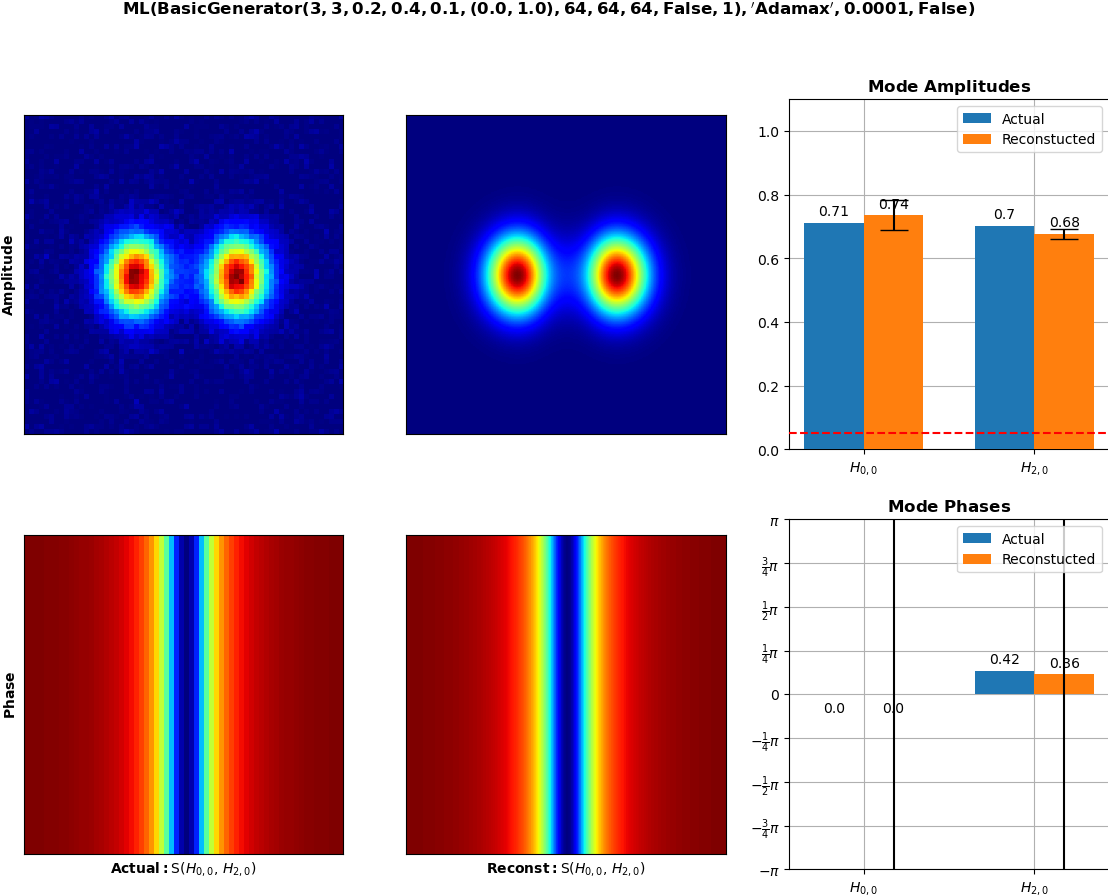 ML(BasicGenerator(3, 3, 0.2, 0.4, 0.1, (0.0, 1.0), 64, 64, 64, False, 1), ′Adamax′, 0.0001, False)
Amplitude
Mode Amplitudes
Actual
Reconstucted
1.0
0.8
0.6
0.4
0.2
0.0
0.71
0.74
0.7
0.68
H0, 0
H2, 0
Phase
Actual: S(H0, 0, H2, 0)
Reconst: S(H0, 0, H2, 0)
Mode Phases
Actual
Reconstucted
π
3/4π
1/2π
1/4π
0
−1/4π
−1/2π
−3/4π
−π
0.0
0.0
0.42
0.36
H0, 0
H2, 0